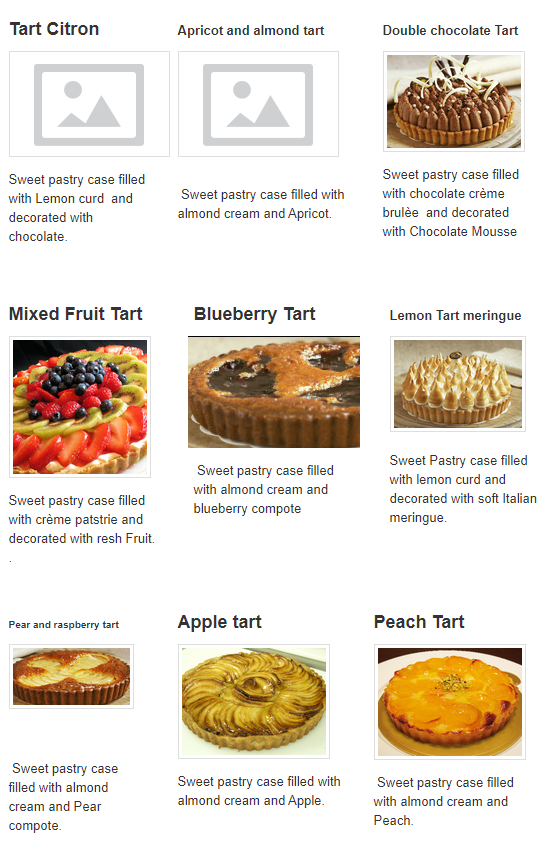 Tart Citron
Sweet pastry case filled
with Lemon curd  and
decorated with
chocolate.
Apricot and almond tart
Sweet pastry case filled with
almond cream and Apricot.
Double chocolate Tart
Sweet pastry case filled
with chocolate crème
brulèe  and decorated
with Chocolate Mousse
Mixed Fruit Tart
Sweet pastry case filled
with crème patstrie and
decorated with resh Fruit.
.
Blueberry Tart
Sweet pastry case filled
with almond cream and
blueberry compote
Lemon Tart meringue
Sweet Pastry case filled
with lemon curd and
decorated with soft Italian
meringue.
Pear and raspberry tart
Sweet pastry case
filled with almond
cream and Pear
compote.
Apple tart
Sweet pastry case filled with
almond cream and Apple.
Peach Tart
Sweet pastry case filled
with almond cream and
Peach.